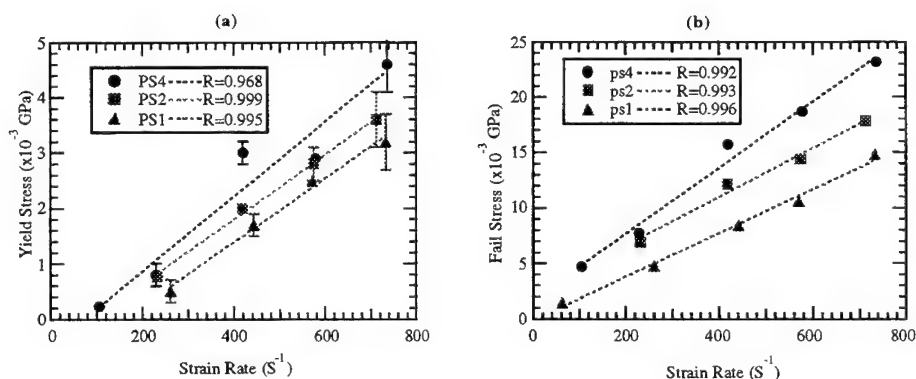 (a)
Yield Stress (x10⁻³ GPa)
5
4
3
2
1
0
PS4 R=0.968
PS2 R=0.999
PS1 R=0.995
0 200 400 600 800
Strain Rate (S⁻¹)
(b)
Fail Stress (x10⁻³ GPa)
25
20
15
10
5
0
ps4 R=0.992
ps2 R=0.993
ps1 R=0.996
0 200 400 600 800
Strain Rate (S⁻¹)